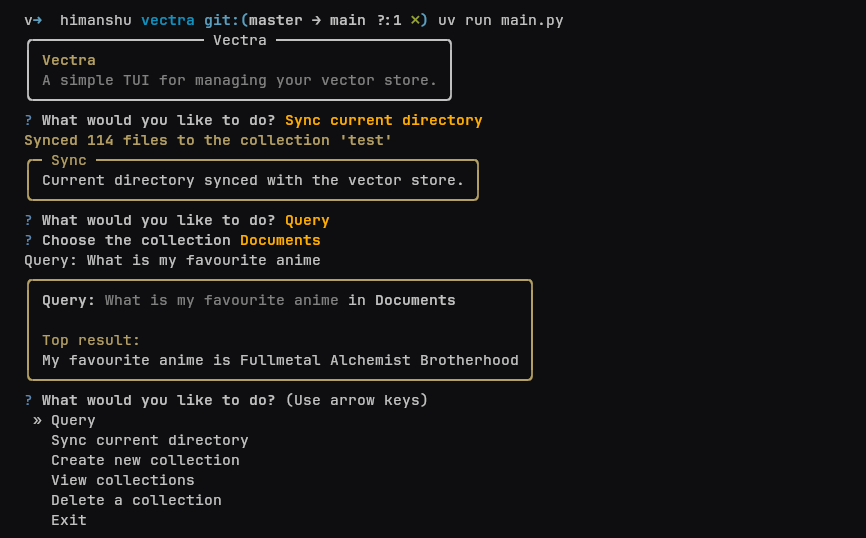 v➜  himanshu vectra git:(master → main ?:1 ✕) uv run main.py
Vectra
Vectra
A simple TUI for managing your vector store.
? What would you like to do? Sync current directory
Synced 114 files to the collection 'test'
Sync
Current directory synced with the vector store.
? What would you like to do? Query
? Choose the collection Documents
Query: What is my favourite anime
Query: What is my favourite anime in Documents
Top result:
My favourite anime is Fullmetal Alchemist Brotherhood
? What would you like to do? (Use arrow keys)
» Query
Sync current directory
Create new collection
View collections
Delete a collection
Exit